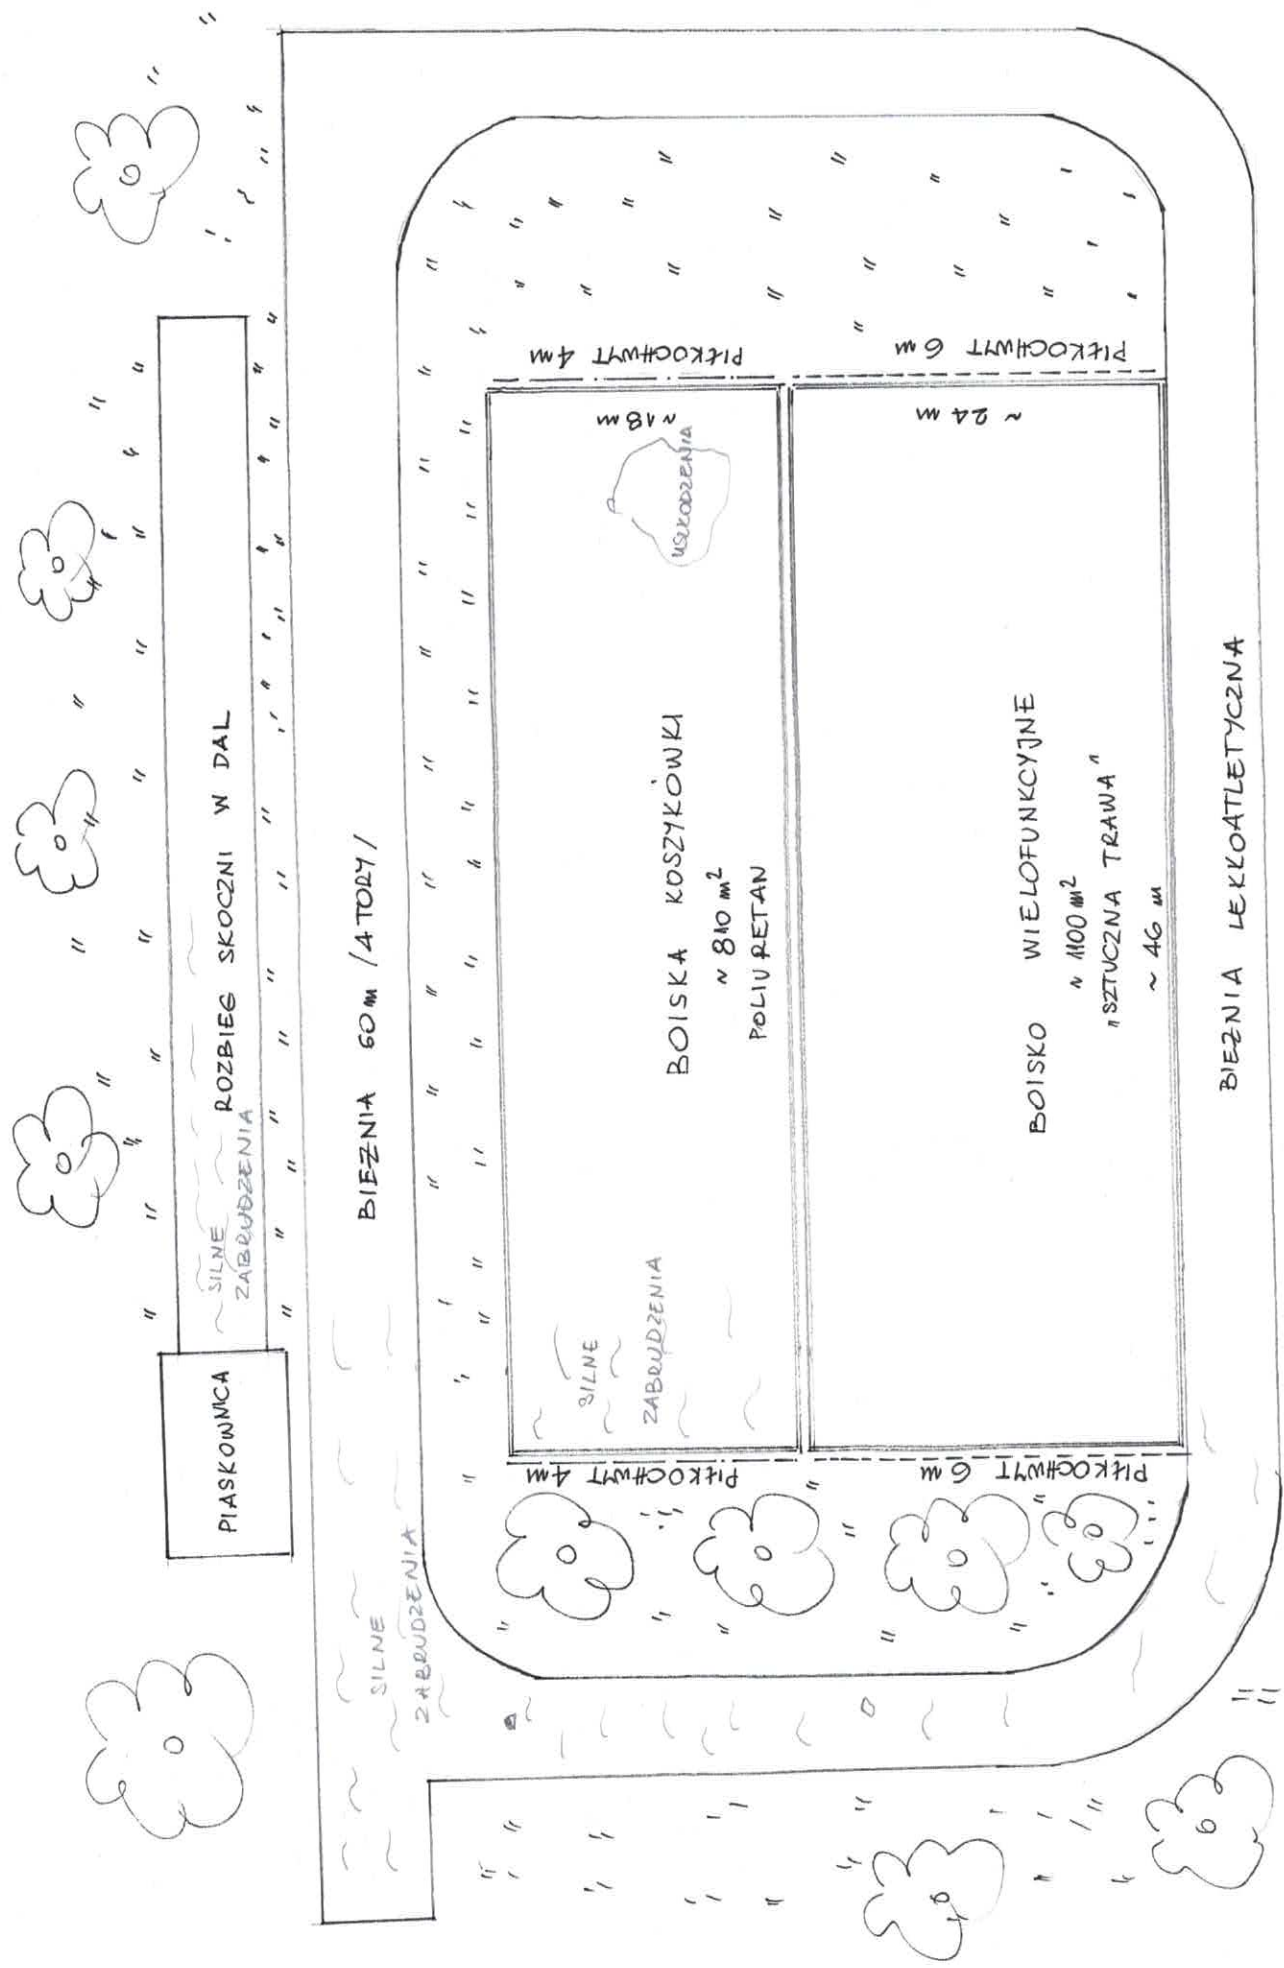 SILNE
ZABRUDZENIA
ROZBIEG SKOCZNI W DAL
PIASKOWNICA
BIEŻNIA 60m /4 TORY/
SILNE
ZABRUDZENIA
PIŁKOCHWYT 4m
PIŁKOCHWYT 4m
~18m
USZKODZENIA
SILNE
ZABRUDZENIA
BOISKA KOSZYKÓWKI
~ 810 m²
POLIURETAN
PIŁKOCHWYT 6m
PIŁKOCHWYT 6m
~ 24 m
BOISKO WIELOFUNKCYJNE
~ 1100 m²
"SZTUCZNA TRAWA"
~ 46 m
BIEŻNIA LEKKOATLETYCZNA